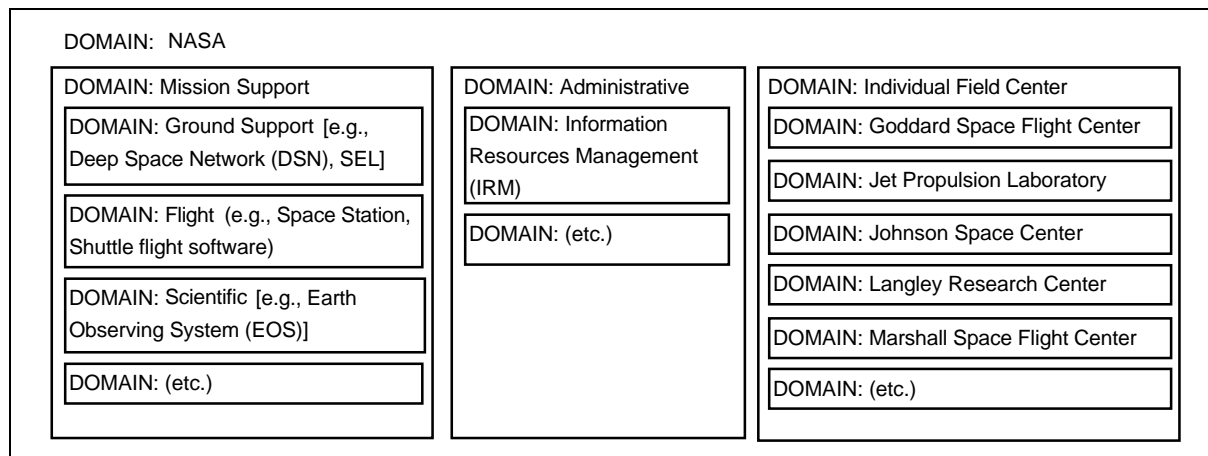 DOMAIN: NASA
DOMAIN: Mission Support
DOMAIN: Ground Support [e.g.,
Deep Space Network (DSN), SEL]
DOMAIN: Flight (e.g., Space Station,
Shuttle flight software)
DOMAIN: Scientific [e.g., Earth
Observing System (EOS)]
DOMAIN: (etc.)
DOMAIN: Administrative
DOMAIN: Information
Resources Management
(IRM)
DOMAIN: (etc.)
DOMAIN: Individual Field Center
DOMAIN: Goddard Space Flight Center
DOMAIN: Jet Propulsion Laboratory
DOMAIN: Johnson Space Center
DOMAIN: Langley Research Center
DOMAIN: Marshall Space Flight Center
DOMAIN: (etc.)